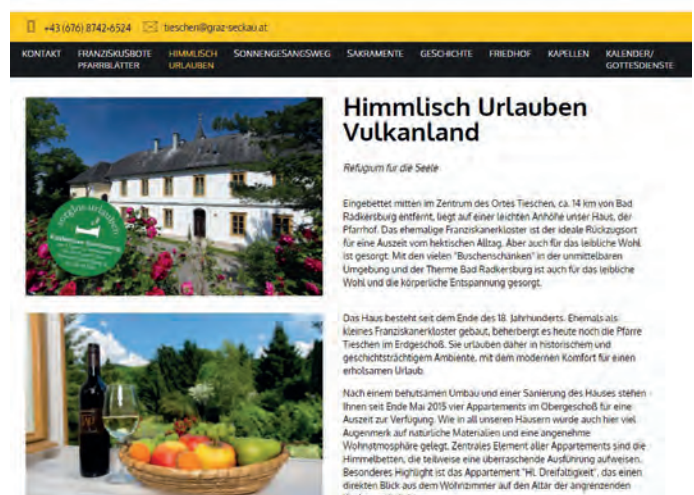 +43 (676) 8742-6524 tieschen@graz-seckau.at
KONTAKT FRANZISKUSBOTE PFARRBLÄTTER HIMMLISCH URLAUBEN SONNENGESANGSWEG SAKRAMENTE GESCHICHTE FRIEDHOF KAPELLEN KALENDER/ GOTTESDIENSTE
sorglos urlauben
Himmlisch Urlauben
Vulkanland
Refugium für die Seele
Eingebettet mitten im Zentrum des Ortes Tieschen, ca. 14 km von Bad
Radkersburg entfernt, liegt auf einer leichten Anhöhe unser Haus, der
Pfarrhof. Das ehemalige Franziskanerkloster ist der ideale Rückzugsort
für eine Auszeit vom hektischen Alltag. Aber auch für das leibliche Wohl
ist gesorgt: Mit den vielen "Buschenschänken" in der unmittelbaren
Umgebung und der Therme Bad Radkersburg ist auch für das leibliche
Wohl und die körperliche Entspannung gesorgt.
Das Haus besteht seit dem Ende des 18. Jahrhunderts. Ehemals als
kleines Franziskanerkloster gebaut, beherbergt es heute noch die Pfarre
Tieschen im Erdgeschoß. Sie urlauben daher in historischem und
geschichtsträchtigem Ambiente, mit dem modernen Komfort für einen
erholsamen Urlaub.
Nach einem behutsamen Umbau und einer Sanierung des Hauses stehen
Ihnen seit Ende Mai 2015 vier Appartements im Obergeschoß für eine
Auszeit zur Verfügung. Wie in all unseren Häusern wurde auch hier viel
Augenmerk auf natürliche Materialien und eine angenehme
Wohnatmosphäre gelegt. Zentrales Element aller Appartements sind die
Himmelbetten, die teilweise eine überraschende Ausführung aufweisen.
Besonderes Highlight ist das Appartement "Hl. Dreifaltigkeit", das einen
direkten Blick aus dem Wohnzimmer auf den Altar der angrenzenden